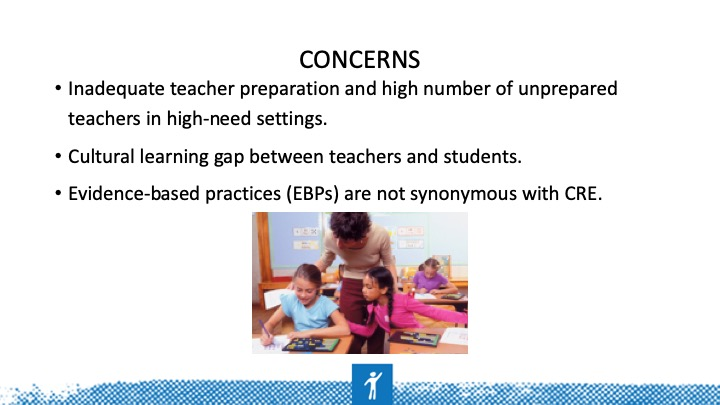 CONCERNS
• Inadequate teacher preparation and high number of unprepared
teachers in high-need settings.
• Cultural learning gap between teachers and students.
• Evidence-based practices (EBPs) are not synonymous with CRE.